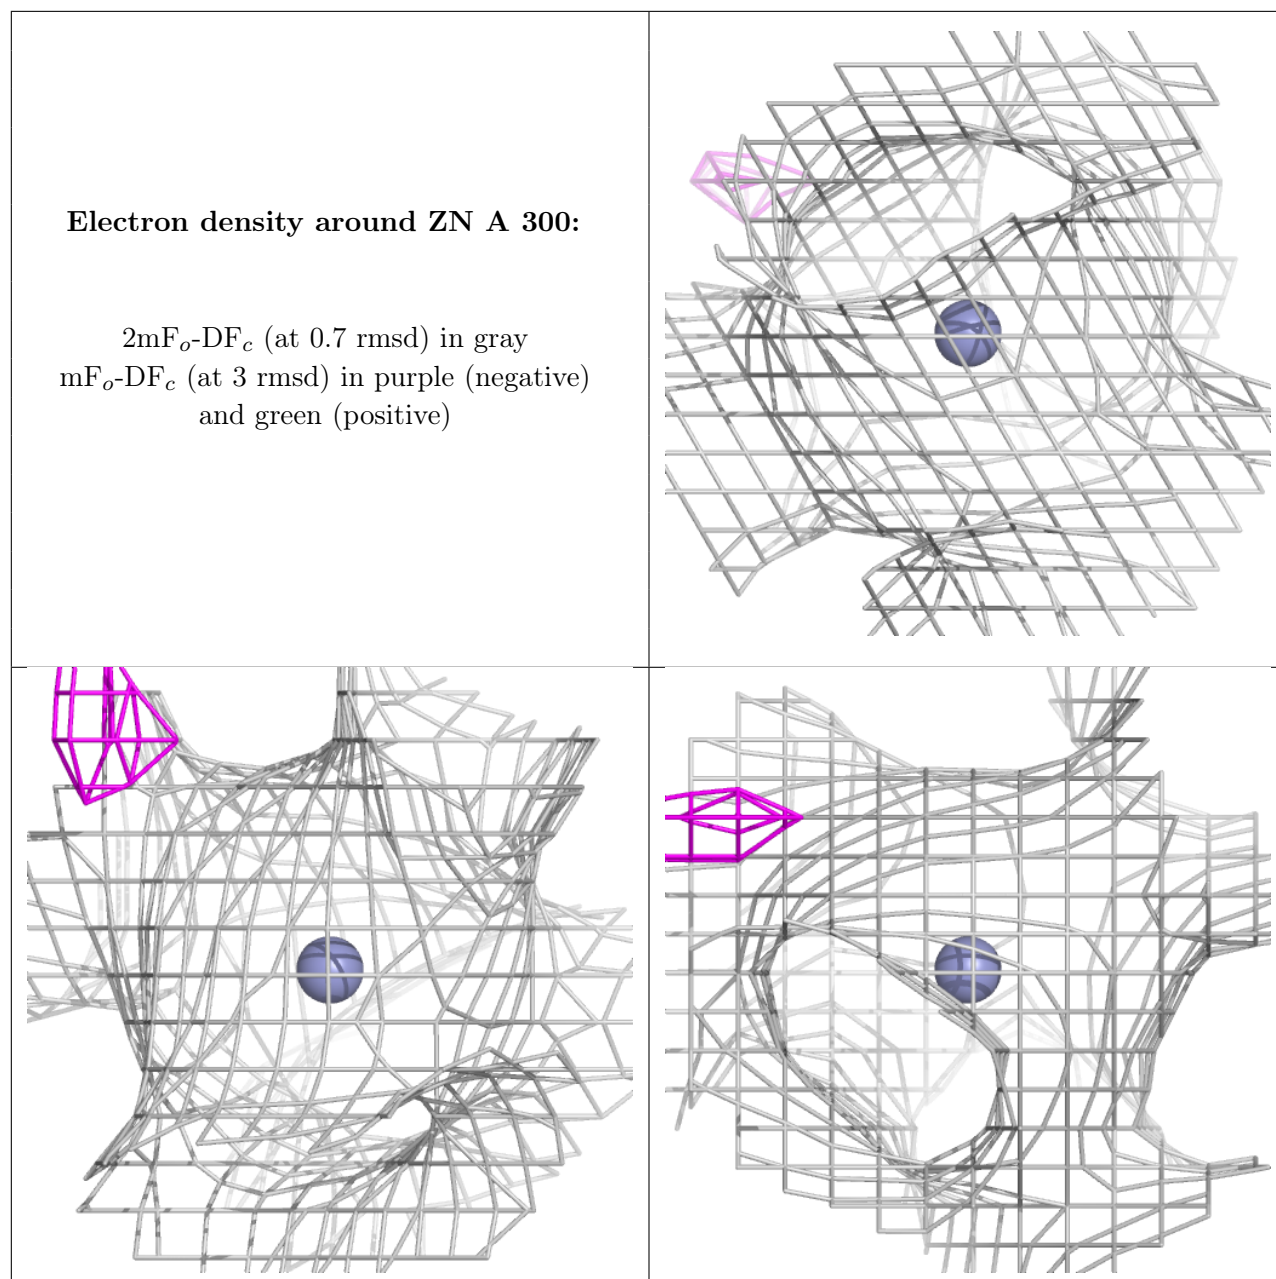 Electron density around ZN A 300:
2mFₒ-DF𝒸 (at 0.7 rmsd) in gray
mFₒ-DF𝒸 (at 3 rmsd) in purple (negative)
and green (positive)